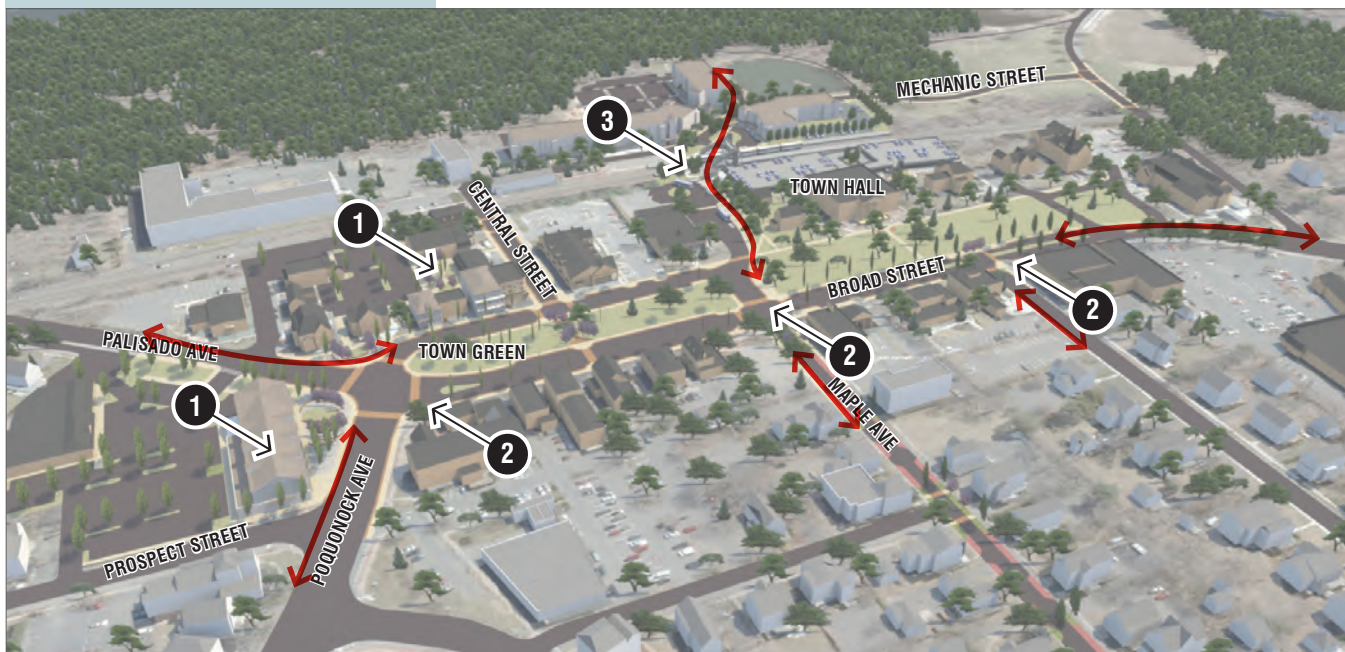 MECHANIC STREET
3
CENTRAL STREET
TOWN HALL
1
BROAD STREET
2
PALISADO AVE
TOWN GREEN
2
1
MAPLE AVE
2
POQUONOCK AVE
PROSPECT STREET